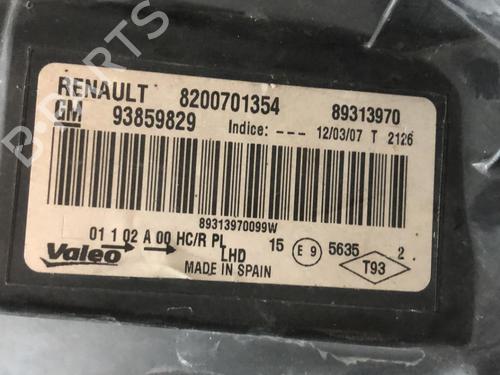 RENAULT 8200701354 89313970
GM 93859829 Indice: --- 12/03/07 T 2126
89313970099W
01 1 02 A 00 HC/R PL 15 E 9 5635 2
Valeo LHD T93
MADE IN SPAIN
B-PARTS